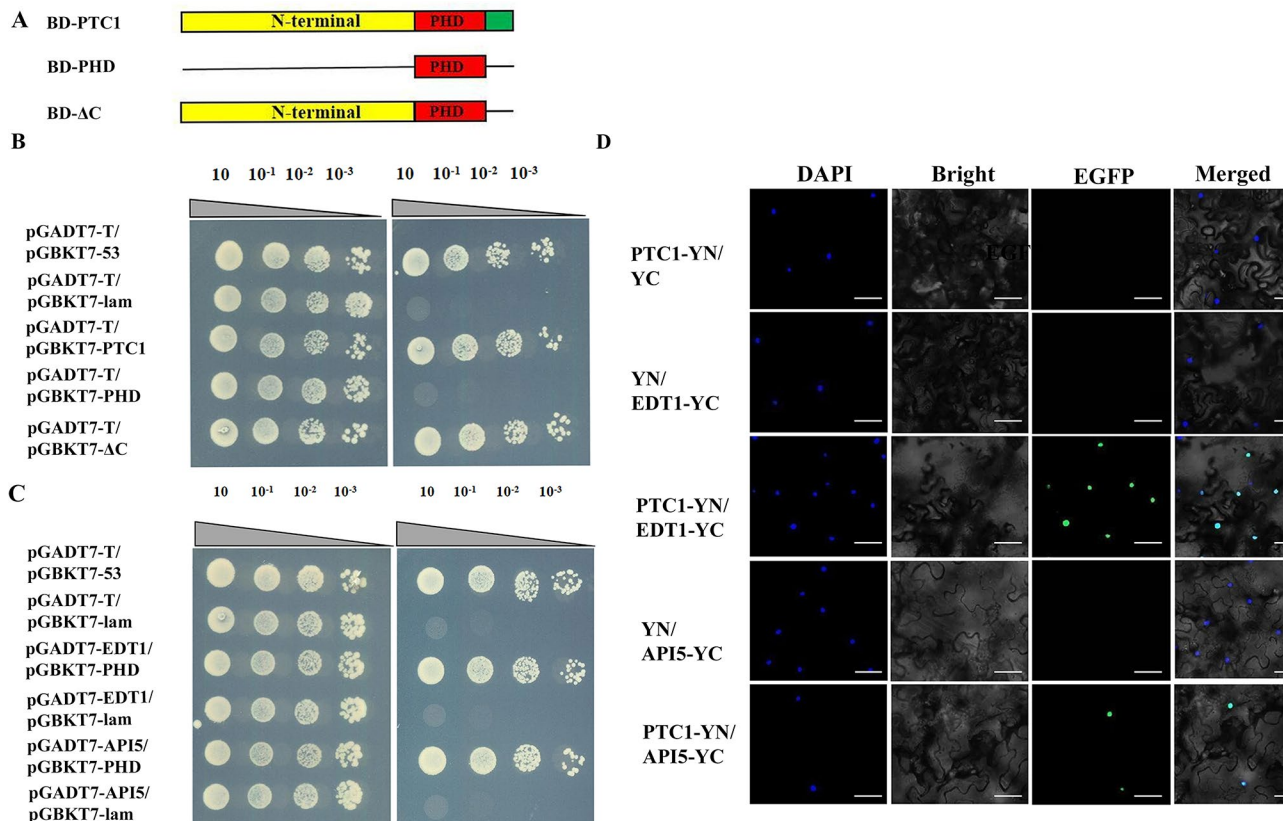 A
BD-PTC1
N-terminal
PHD
BD-PHD
PHD
BD-ΔC
N-terminal
PHD
B
10 10-1 10-2 10-3
10 10-1 10-2 10-3
pGADT7-T/
pGBKT7-53
pGADT7-T/
pGBKT7-lam
pGADT7-T/
pGBKT7-PTC1
pGADT7-T/
pGBKT7-PHD
pGADT7-T/
pGBKT7-ΔC
C
10 10-1 10-2 10-3
10 10-1 10-2 10-3
pGADT7-T/
pGBKT7-53
pGADT7-T/
pGBKT7-lam
pGADT7-EDT1/
pGBKT7-PHD
pGADT7-EDT1/
pGBKT7-lam
pGADT7-API5/
pGBKT7-PHD
pGADT7-API5/
pGBKT7-lam
D
DAPI Bright EGFP Merged
EGF
PTC1-YN/
YC
YN/
EDT1-YC
PTC1-YN/
EDT1-YC
YN/
API5-YC
PTC1-YN/
API5-YC